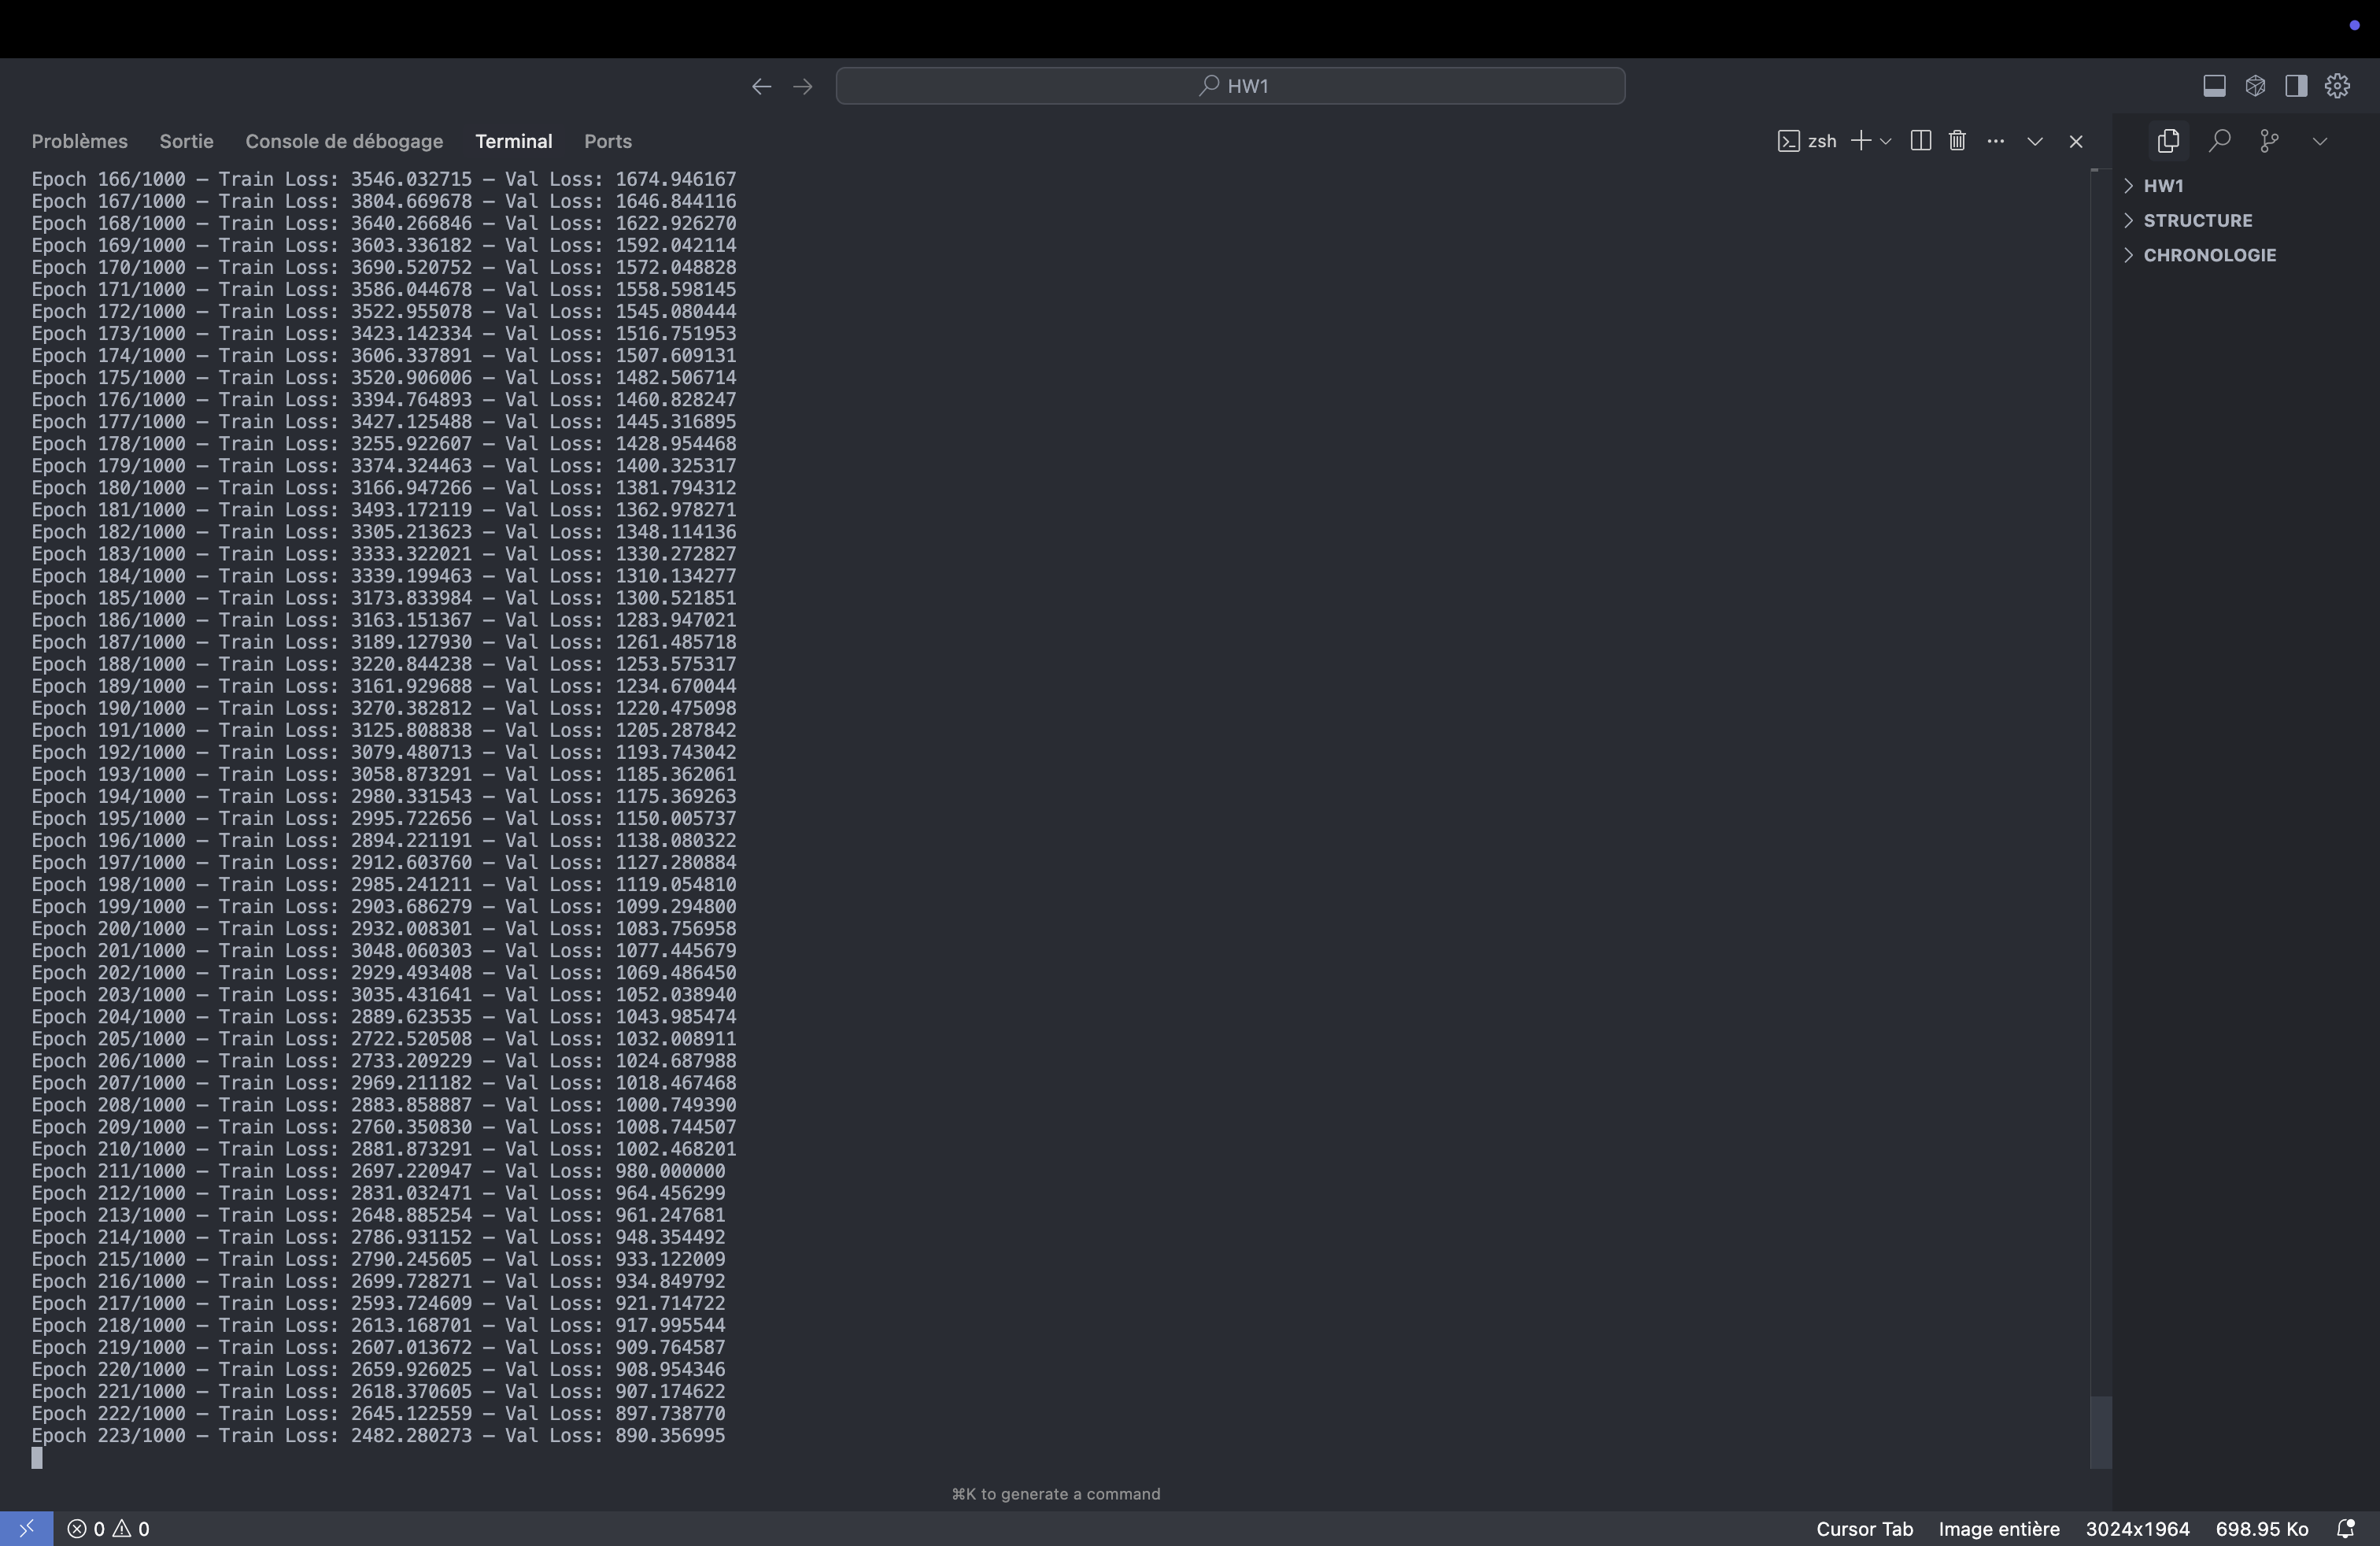 HW1
Problèmes Sortie Console de débogage Terminal Ports
zsh
Epoch 166/1000 — Train Loss: 3546.032715 — Val Loss: 1674.946167
Epoch 167/1000 — Train Loss: 3804.669678 — Val Loss: 1646.844116
Epoch 168/1000 — Train Loss: 3640.266846 — Val Loss: 1622.926270
Epoch 169/1000 — Train Loss: 3603.336182 — Val Loss: 1592.042114
Epoch 170/1000 — Train Loss: 3690.520752 — Val Loss: 1572.048828
Epoch 171/1000 — Train Loss: 3586.044678 — Val Loss: 1558.598145
Epoch 172/1000 — Train Loss: 3522.955078 — Val Loss: 1545.080444
Epoch 173/1000 — Train Loss: 3423.142334 — Val Loss: 1516.751953
Epoch 174/1000 — Train Loss: 3606.337891 — Val Loss: 1507.609131
Epoch 175/1000 — Train Loss: 3520.906006 — Val Loss: 1482.506714
Epoch 176/1000 — Train Loss: 3394.764893 — Val Loss: 1460.828247
Epoch 177/1000 — Train Loss: 3427.125488 — Val Loss: 1445.316895
Epoch 178/1000 — Train Loss: 3255.922607 — Val Loss: 1428.954468
Epoch 179/1000 — Train Loss: 3374.324463 — Val Loss: 1400.325317
Epoch 180/1000 — Train Loss: 3166.947266 — Val Loss: 1381.794312
Epoch 181/1000 — Train Loss: 3493.172119 — Val Loss: 1362.978271
Epoch 182/1000 — Train Loss: 3305.213623 — Val Loss: 1348.114136
Epoch 183/1000 — Train Loss: 3333.322021 — Val Loss: 1330.272827
Epoch 184/1000 — Train Loss: 3339.199463 — Val Loss: 1310.134277
Epoch 185/1000 — Train Loss: 3173.833984 — Val Loss: 1300.521851
Epoch 186/1000 — Train Loss: 3163.151367 — Val Loss: 1283.947021
Epoch 187/1000 — Train Loss: 3189.127930 — Val Loss: 1261.485718
Epoch 188/1000 — Train Loss: 3220.844238 — Val Loss: 1253.575317
Epoch 189/1000 — Train Loss: 3161.929688 — Val Loss: 1234.670044
Epoch 190/1000 — Train Loss: 3270.382812 — Val Loss: 1220.475098
Epoch 191/1000 — Train Loss: 3125.808838 — Val Loss: 1205.287842
Epoch 192/1000 — Train Loss: 3079.480713 — Val Loss: 1193.743042
Epoch 193/1000 — Train Loss: 3058.873291 — Val Loss: 1185.362061
Epoch 194/1000 — Train Loss: 2980.331543 — Val Loss: 1175.369263
Epoch 195/1000 — Train Loss: 2995.722656 — Val Loss: 1150.005737
Epoch 196/1000 — Train Loss: 2894.221191 — Val Loss: 1138.080322
Epoch 197/1000 — Train Loss: 2912.603760 — Val Loss: 1127.280884
Epoch 198/1000 — Train Loss: 2985.241211 — Val Loss: 1119.054810
Epoch 199/1000 — Train Loss: 2903.686279 — Val Loss: 1099.294800
Epoch 200/1000 — Train Loss: 2932.008301 — Val Loss: 1083.756958
Epoch 201/1000 — Train Loss: 3048.060303 — Val Loss: 1077.445679
Epoch 202/1000 — Train Loss: 2929.493408 — Val Loss: 1069.486450
Epoch 203/1000 — Train Loss: 3035.431641 — Val Loss: 1052.038940
Epoch 204/1000 — Train Loss: 2889.623535 — Val Loss: 1043.985474
Epoch 205/1000 — Train Loss: 2722.520508 — Val Loss: 1032.008911
Epoch 206/1000 — Train Loss: 2733.209229 — Val Loss: 1024.687988
Epoch 207/1000 — Train Loss: 2969.211182 — Val Loss: 1018.467468
Epoch 208/1000 — Train Loss: 2883.858887 — Val Loss: 1000.749390
Epoch 209/1000 — Train Loss: 2760.350830 — Val Loss: 1008.744507
Epoch 210/1000 — Train Loss: 2881.873291 — Val Loss: 1002.468201
Epoch 211/1000 — Train Loss: 2697.220947 — Val Loss: 980.000000
Epoch 212/1000 — Train Loss: 2831.032471 — Val Loss: 964.456299
Epoch 213/1000 — Train Loss: 2648.885254 — Val Loss: 961.247681
Epoch 214/1000 — Train Loss: 2786.931152 — Val Loss: 948.354492
Epoch 215/1000 — Train Loss: 2790.245605 — Val Loss: 933.122009
Epoch 216/1000 — Train Loss: 2699.728271 — Val Loss: 934.849792
Epoch 217/1000 — Train Loss: 2593.724609 — Val Loss: 921.714722
Epoch 218/1000 — Train Loss: 2613.168701 — Val Loss: 917.995544
Epoch 219/1000 — Train Loss: 2607.013672 — Val Loss: 909.764587
Epoch 220/1000 — Train Loss: 2659.926025 — Val Loss: 908.954346
Epoch 221/1000 — Train Loss: 2618.370605 — Val Loss: 907.174622
Epoch 222/1000 — Train Loss: 2645.122559 — Val Loss: 897.738770
Epoch 223/1000 — Train Loss: 2482.280273 — Val Loss: 890.356995
⌘K to generate a command
HW1
STRUCTURE
CHRONOLOGIE
0 0
Cursor Tab Image entière 3024x1964 698.95 Ko